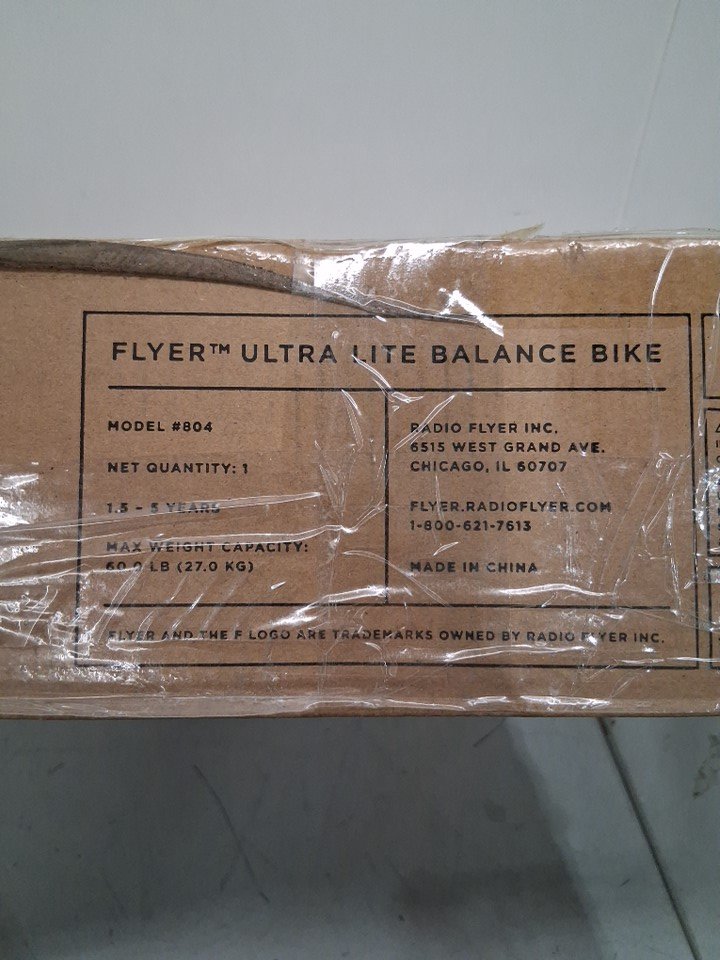 FLYER™ ULTRA LITE BALANCE BIKE
MODEL #804
NET QUANTITY: 1
1.5 - 5 YEARS
MAX WEIGHT CAPACITY:
60.0 LB (27.0 KG)
RADIO FLYER INC.
6515 WEST GRAND AVE.
CHICAGO, IL 60707
FLYER.RADIOFLYER.COM
1-800-621-7613
MADE IN CHINA
FLYER AND THE F LOGO ARE TRADEMARKS OWNED BY RADIO FLYER INC.